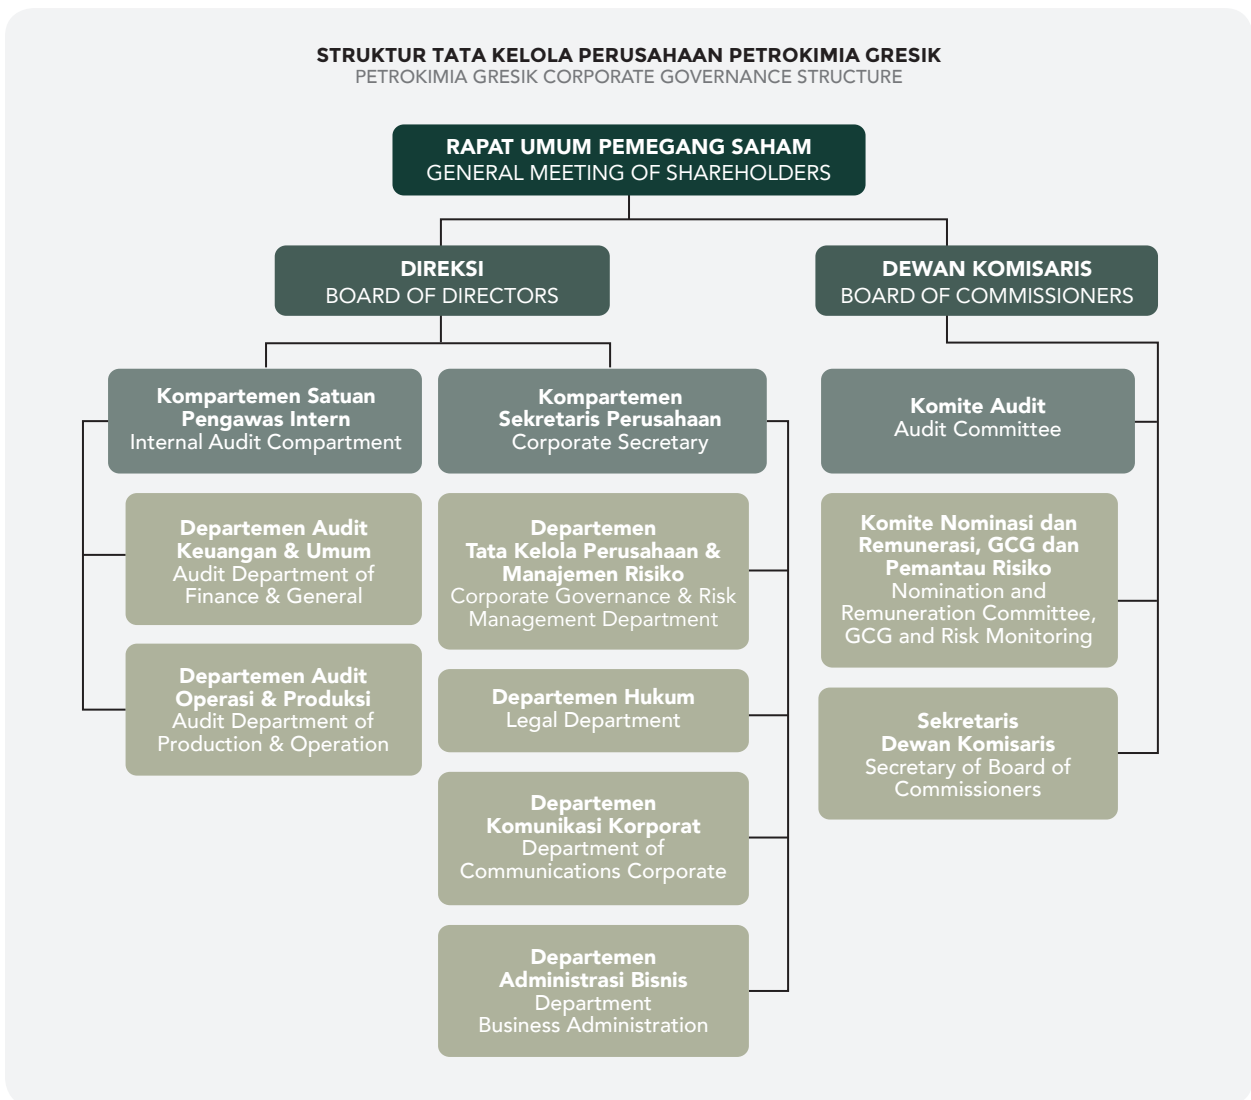 STRUKTUR TATA KELOLA PERUSAHAAN PETROKIMIA GRESIK
PETROKIMIA GRESIK CORPORATE GOVERNANCE STRUCTURE
RAPAT UMUM PEMEGANG SAHAM
GENERAL MEETING OF SHAREHOLDERS
DIREKSI
BOARD OF DIRECTORS
DEWAN KOMISARIS
BOARD OF COMMISSIONERS
Kompartemen Satuan
Pengawas Intern
Internal Audit Compartment
Departemen Audit
Keuangan & Umum
Audit Department of
Finance & General
Departemen Audit
Operasi & Produksi
Audit Department of
Production & Operation
Kompartemen
Sekretaris Perusahaan
Corporate Secretary
Departemen
Tata Kelola Perusahaan &
Manajemen Risiko
Corporate Governance & Risk
Management Department
Departemen Hukum
Legal Department
Departemen
Komunikasi Korporat
Department of
Communications Corporate
Departemen
Administrasi Bisnis
Department
Business Administration
Komite Audit
Audit Committee
Komite Nominasi dan
Remunerasi, GCG dan
Pemantau Risiko
Nomination and
Remuneration Committee,
GCG and Risk Monitoring
Sekretaris
Dewan Komisaris
Secretary of Board of
Commissioners